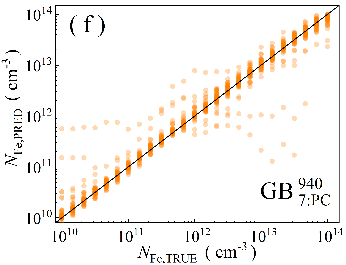 ( f )
10^14
10^13
10^12
10^11
10^10
N_Fe,PRED ( cm^-3 )
GB 940 7:PC
10^10 10^11 10^12 10^13 10^14
N_Fe,TRUE ( cm^-3 )